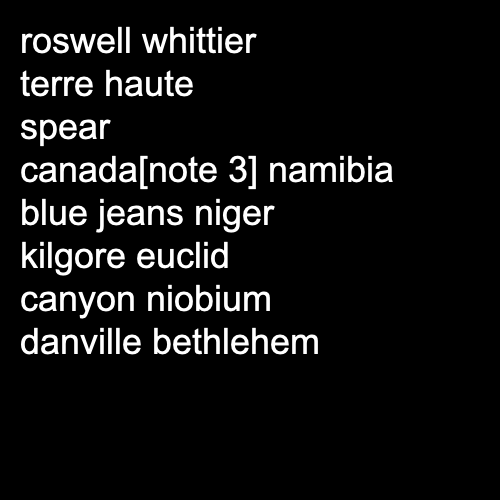 roswell whittier
terre haute
spear
canada[note 3] namibia
blue jeans niger
kilgore euclid
canyon niobium
danville bethlehem